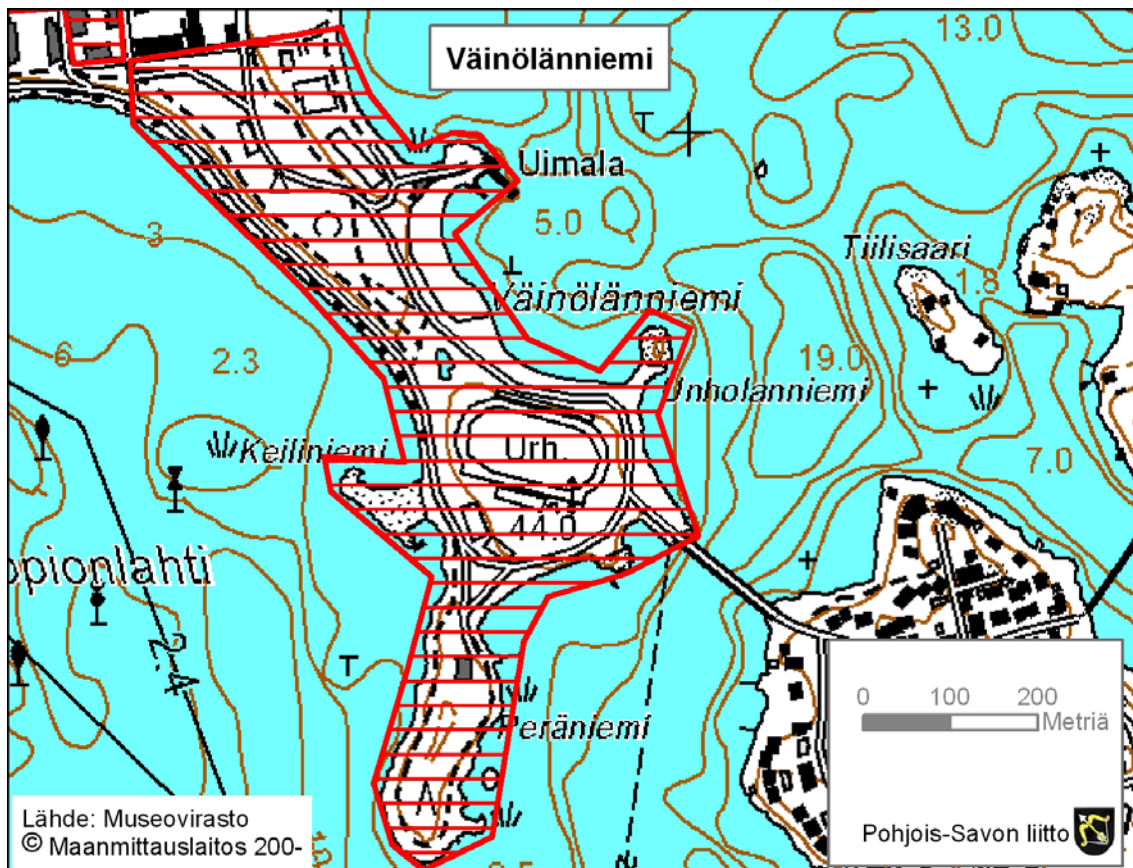 Väinölänniemi
13.0
T
Uimala
5.0
3
Tiilisaari
1.8
Väinölänniemi
6
2.3
19.0
Unholanniemi
Keiliniemi
Urh.
7.0
44.0
opionlahti
2.4
T
Peräniemi
0 100 200
Metriä
Lähde: Museovirasto
© Maanmittauslaitos 200-
Pohjois-Savon liitto